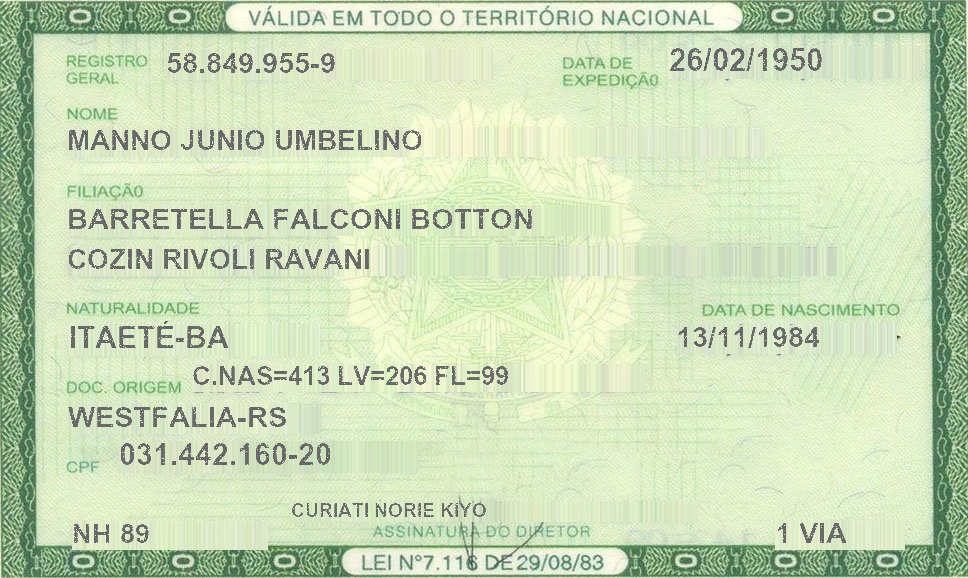 VÁLIDA EM TODO O TERRITÓRIO NACIONAL
REGISTRO GERAL 58.849.955-9 DATA DE EXPEDIÇÃO 26/02/1950
NOME
MANNO JUNIO UMBELINO
FILIAÇÃO
BARRETELLA FALCONI BOTTON
COZIN RIVOLI RAVANI
NATURALIDADE DATA DE NASCIMENTO
ITAETÉ-BA 13/11/1984
DOC. ORIGEM C.NAS=413 LV=206 FL=99
WESTFALIA-RS
CPF 031.442.160-20
CURIATI NORIE KIYO
NH 89 ASSINATURA DO DIRETOR 1 VIA
LEI Nº7.116 DE 29/08/83